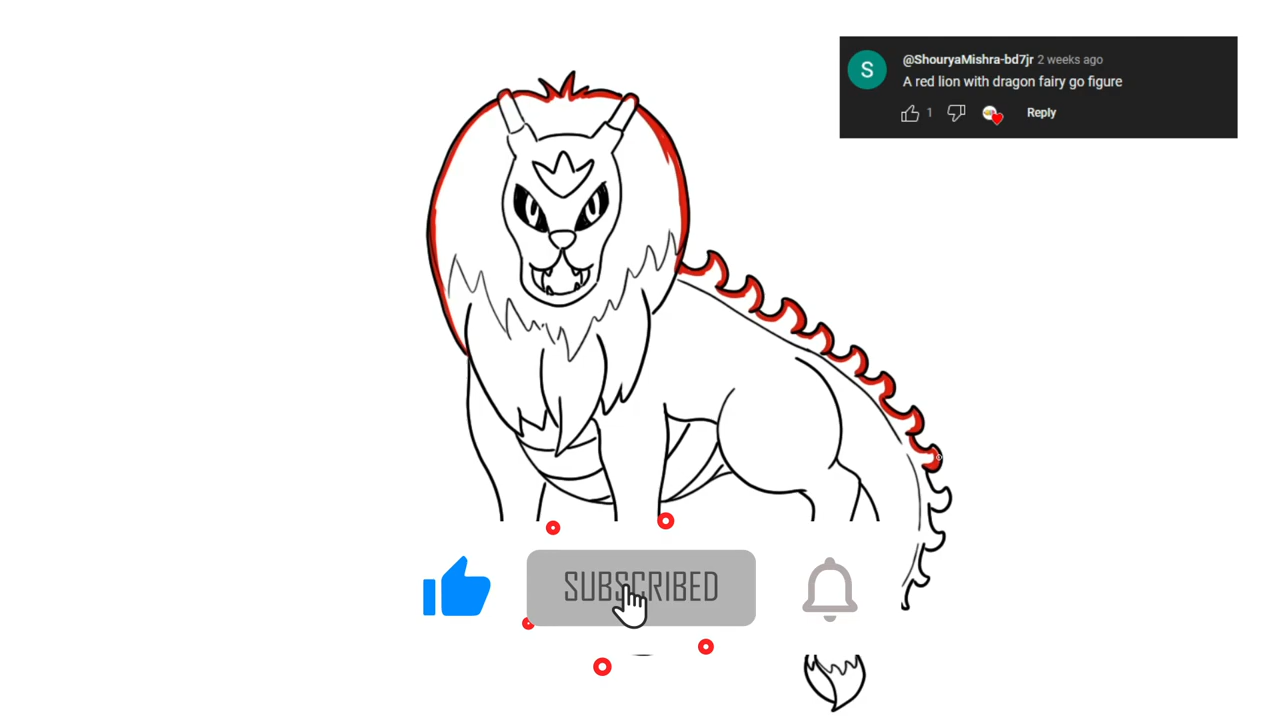 S
@ShouryaMishra-bd7jr 2 weeks ago
A red lion with dragon fairy go figure
1 Reply
SUBSCRIBED